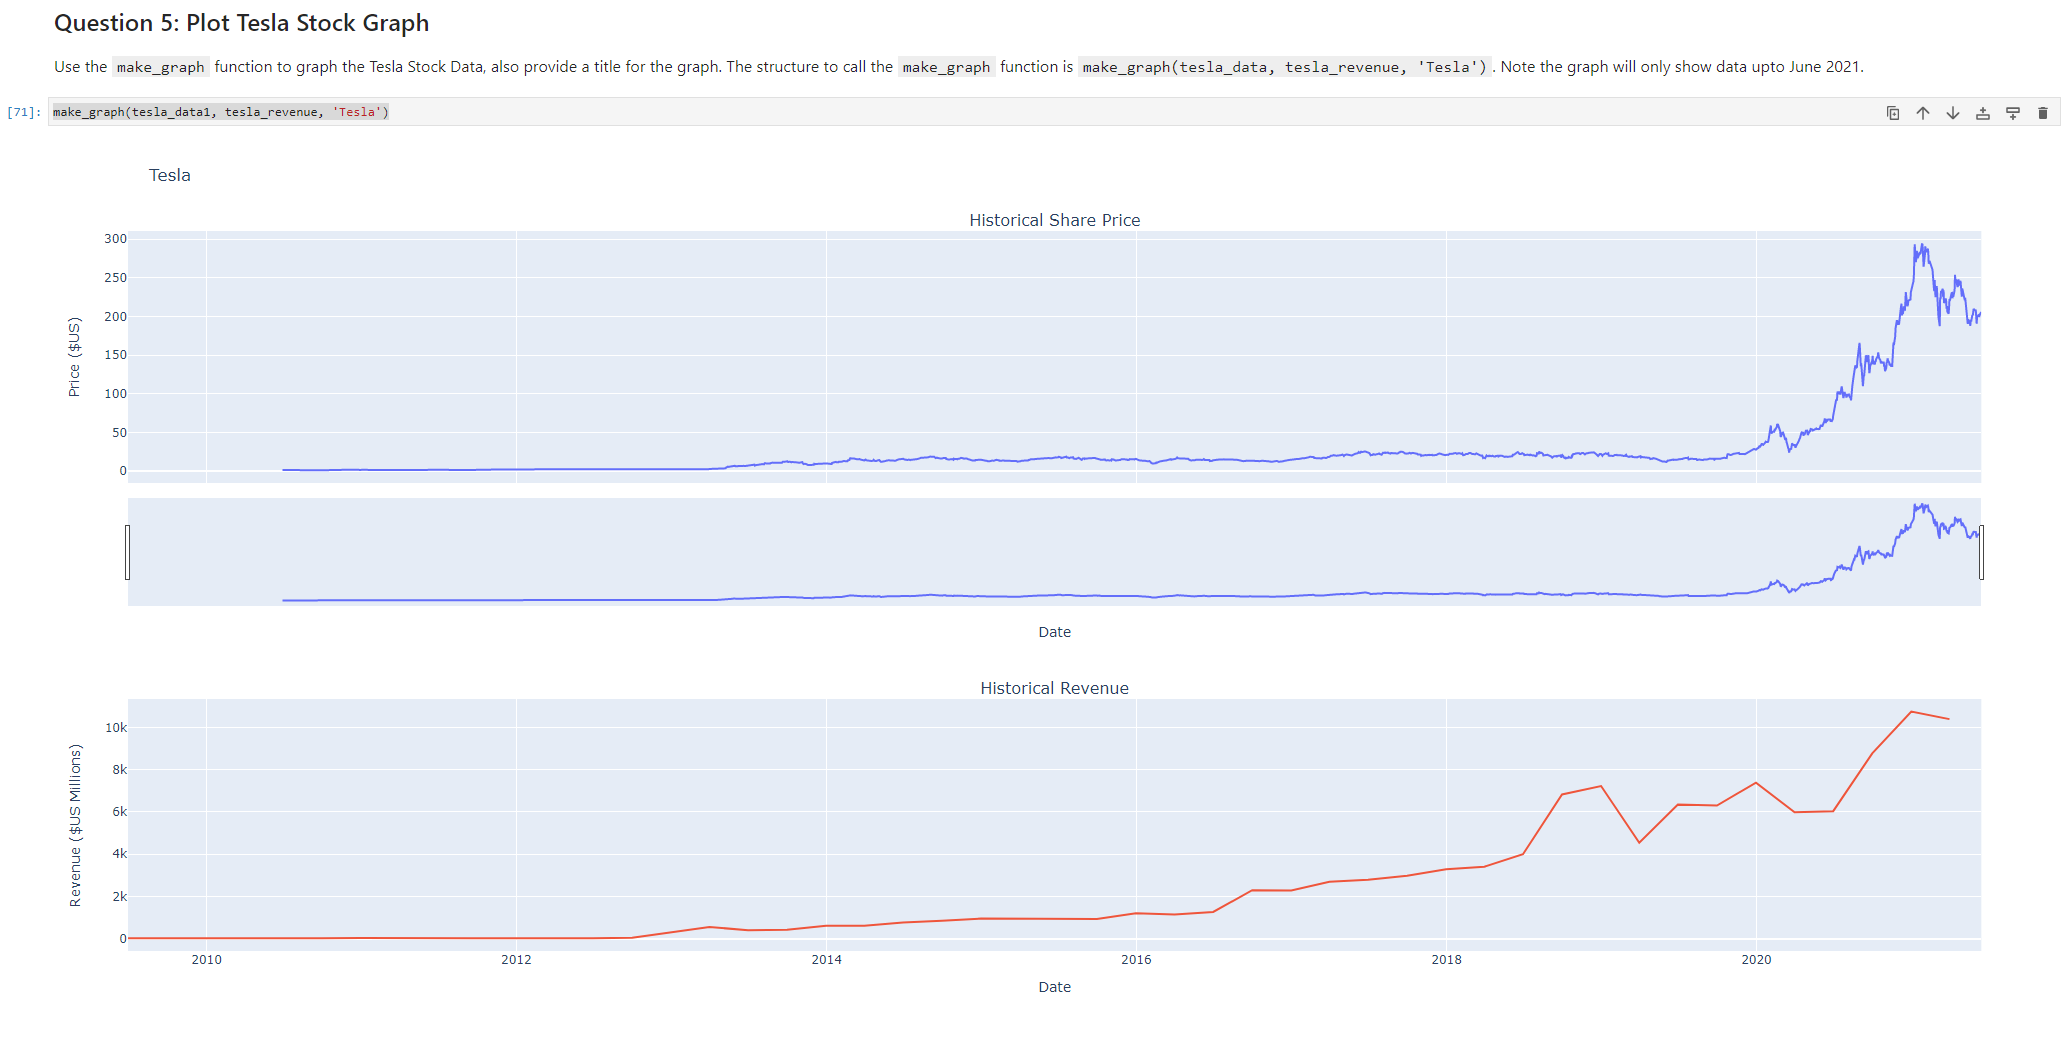 Question 5: Plot Tesla Stock Graph
Use the make_graph function to graph the Tesla Stock Data, also provide a title for the graph. The structure to call the make_graph function is make_graph(tesla_data, tesla_revenue, 'Tesla') . Note the graph will only show data upto June 2021.
[71]: make_graph(tesla_data1, tesla_revenue, 'Tesla')
Tesla
Historical Share Price
300
250
200
150
100
50
0
Price ($US)
Date
Historical Revenue
10k
8k
6k
4k
2k
0
Revenue ($US Millions)
2010 2012 2014 2016 2018 2020
Date